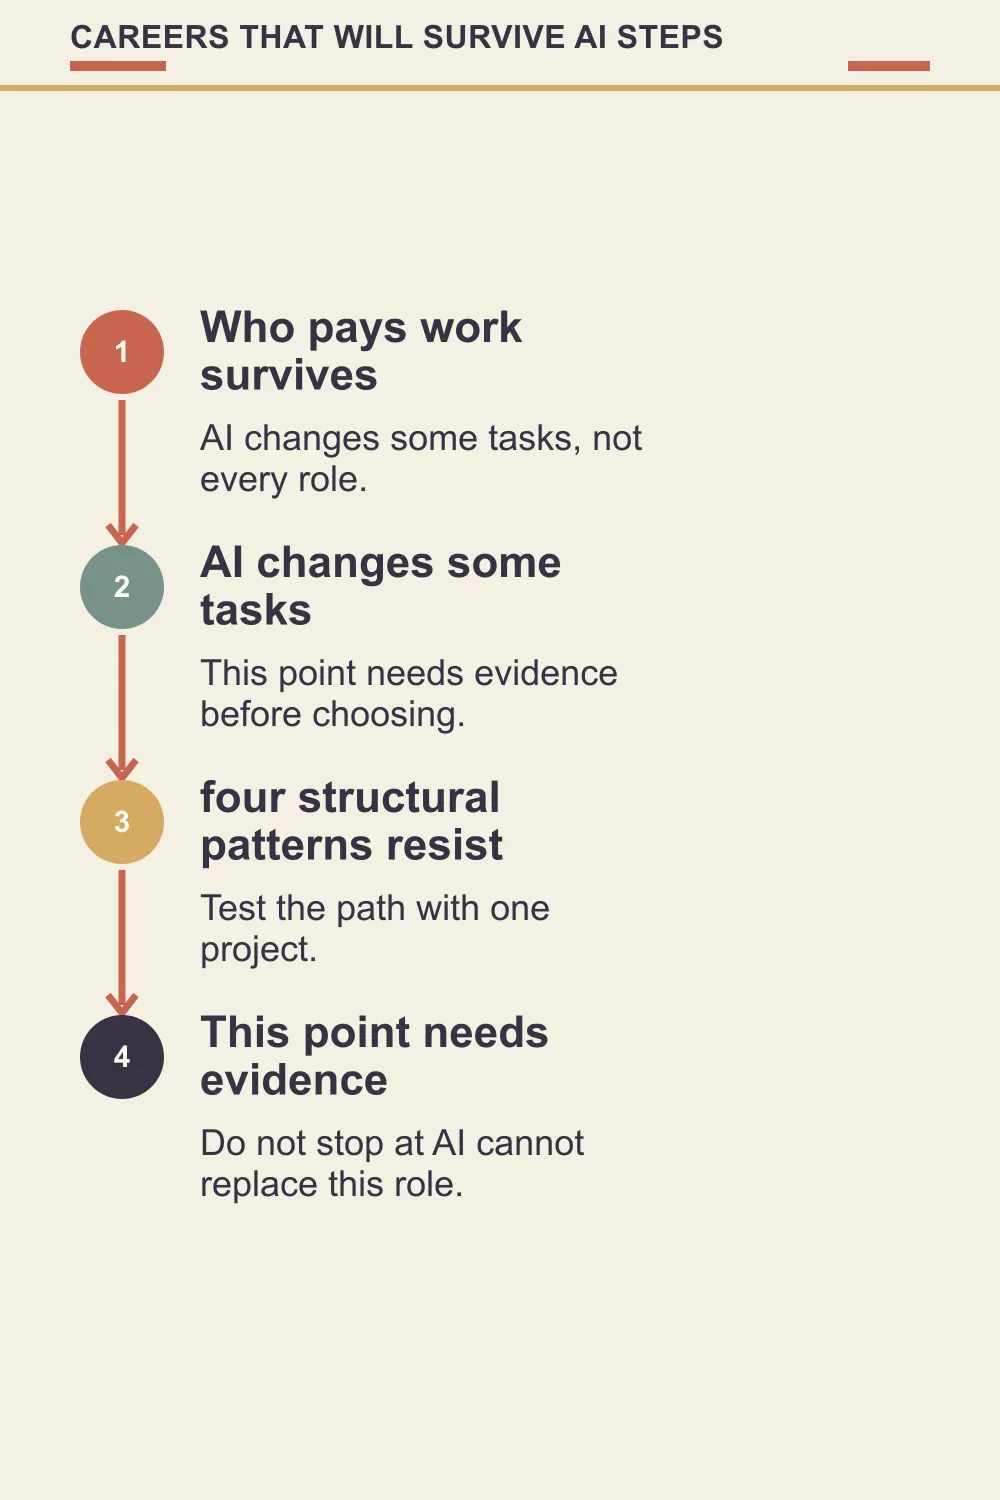 CAREERS THAT WILL SURVIVE AI STEPS
1
Who pays work
survives
AI changes some tasks, not
every role.
2
AI changes some
tasks
This point needs evidence
before choosing.
3
four structural
patterns resist
Test the path with one
project.
4
This point needs
evidence
Do not stop at AI cannot
replace this role.